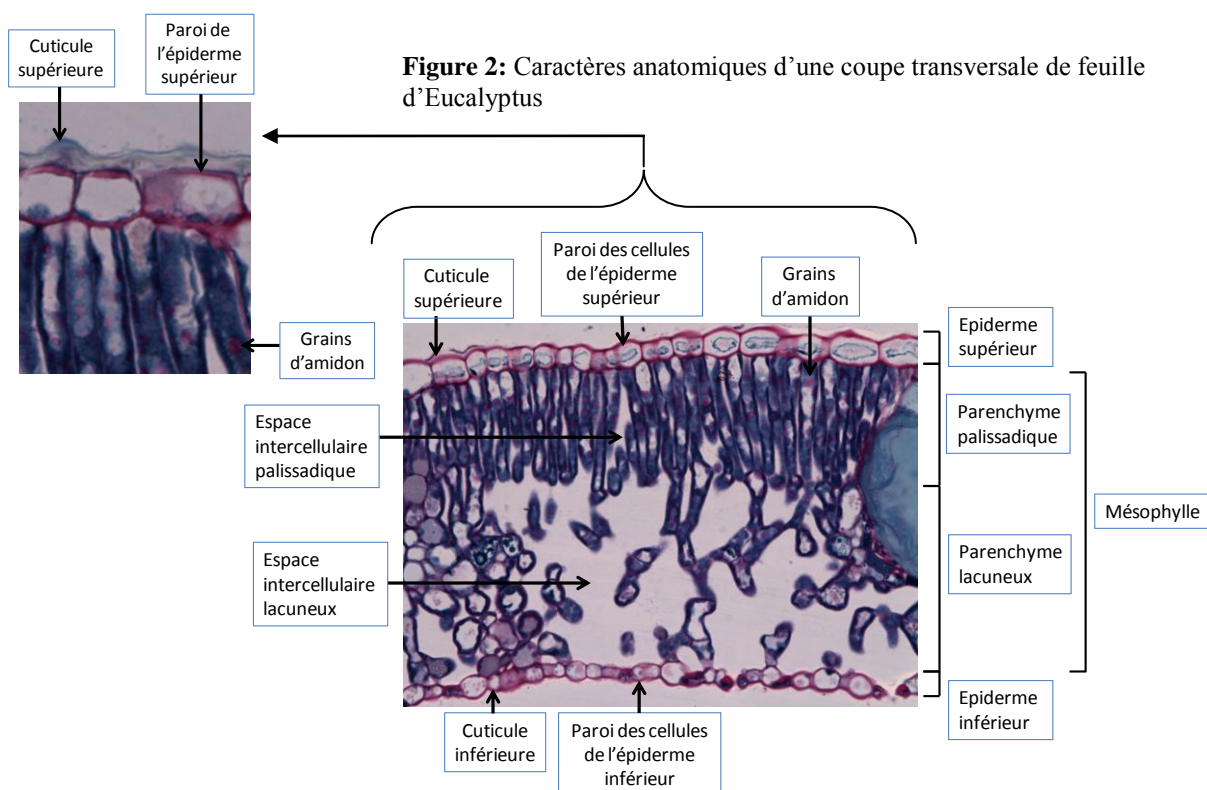 Cuticule
supérieure
Paroi de
l’épiderme
supérieur
Figure 2: Caractères anatomiques d’une coupe transversale de feuille
d’Eucalyptus
Grains
d’amidon
Cuticule
supérieure
Paroi des cellules
de l’épiderme
supérieur
Grains
d’amidon
Epiderme
supérieur
Espace
intercellulaire
palissadique
Parenchyme
palissadique
Mésophylle
Espace
intercellulaire
lacuneux
Parenchyme
lacuneux
Epiderme
inférieur
Cuticule
inférieure
Paroi des cellules
de l’épiderme
inférieur